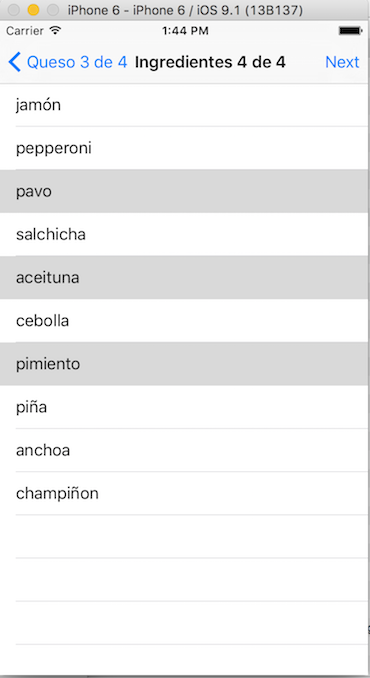 iPhone 6 - iPhone 6 / iOS 9.1 (13B137)
Carrier 1:44 PM
Queso 3 de 4 Ingredientes 4 de 4 Next
jamón
pepperoni
pavo
salchicha
aceituna
cebolla
pimiento
piña
anchoa
champiñon